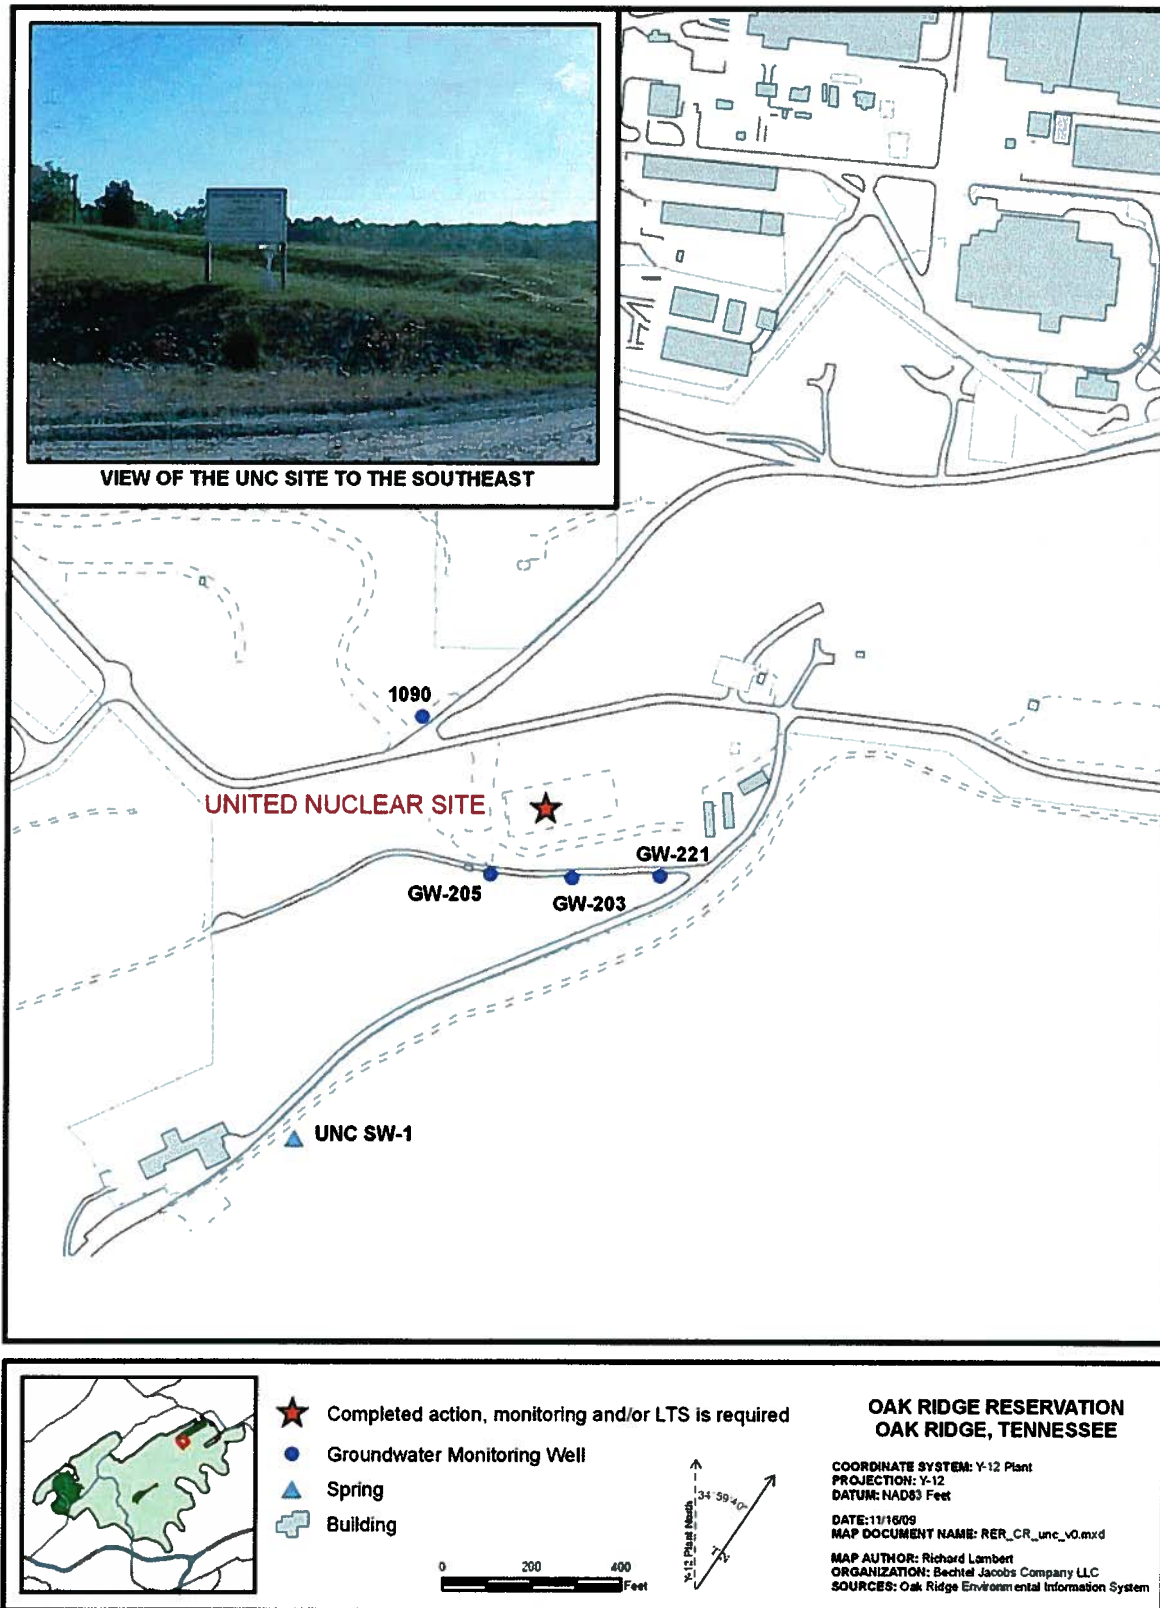 VIEW OF THE UNC SITE TO THE SOUTHEAST
1090
UNITED NUCLEAR SITE
GW-221
GW-205
GW-203
UNC SW-1
Completed action, monitoring and/or LTS is required
Groundwater Monitoring Well
Spring
Building
0 200 400
Feet
Y-12 Plant North
34°59'40"
TN
OAK RIDGE RESERVATION
OAK RIDGE, TENNESSEE
COORDINATE SYSTEM: Y-12 Plant
PROJECTION: Y-12
DATUM: NAD83 Feet
DATE:11/16/09
MAP DOCUMENT NAME: RER_CR_unc_v0.mxd
MAP AUTHOR: Richard Lambert
ORGANIZATION: Bechtel Jacobs Company LLC
SOURCES: Oak Ridge Environmental Information System